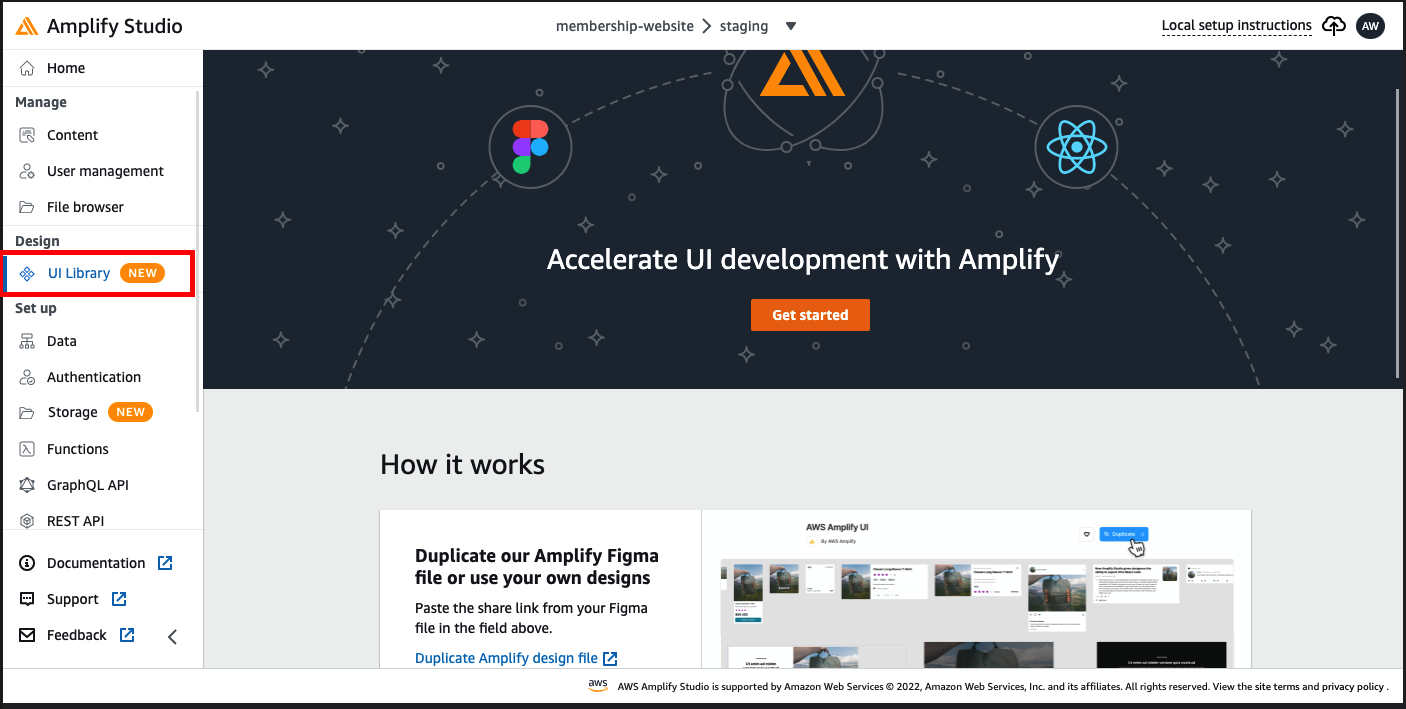 Amplify Studio
membership-website > staging
Local setup instructions
AW
Home
Manage
Content
User management
File browser
Design
UI Library NEW
Set up
Data
Authentication
Storage NEW
Functions
GraphQL API
REST API
Documentation
Support
Feedback
Accelerate UI development with Amplify
Get started
How it works
Duplicate our Amplify Figma
file or use your own designs
Paste the share link from your Figma
file in the field above.
Duplicate Amplify design file
AWS Amplify UI
By AWS Amplify
Duplicate
aws
AWS Amplify Studio is supported by Amazon Web Services © 2022, Amazon Web Services, Inc. and its affiliates. All rights reserved. View the site terms and privacy policy .